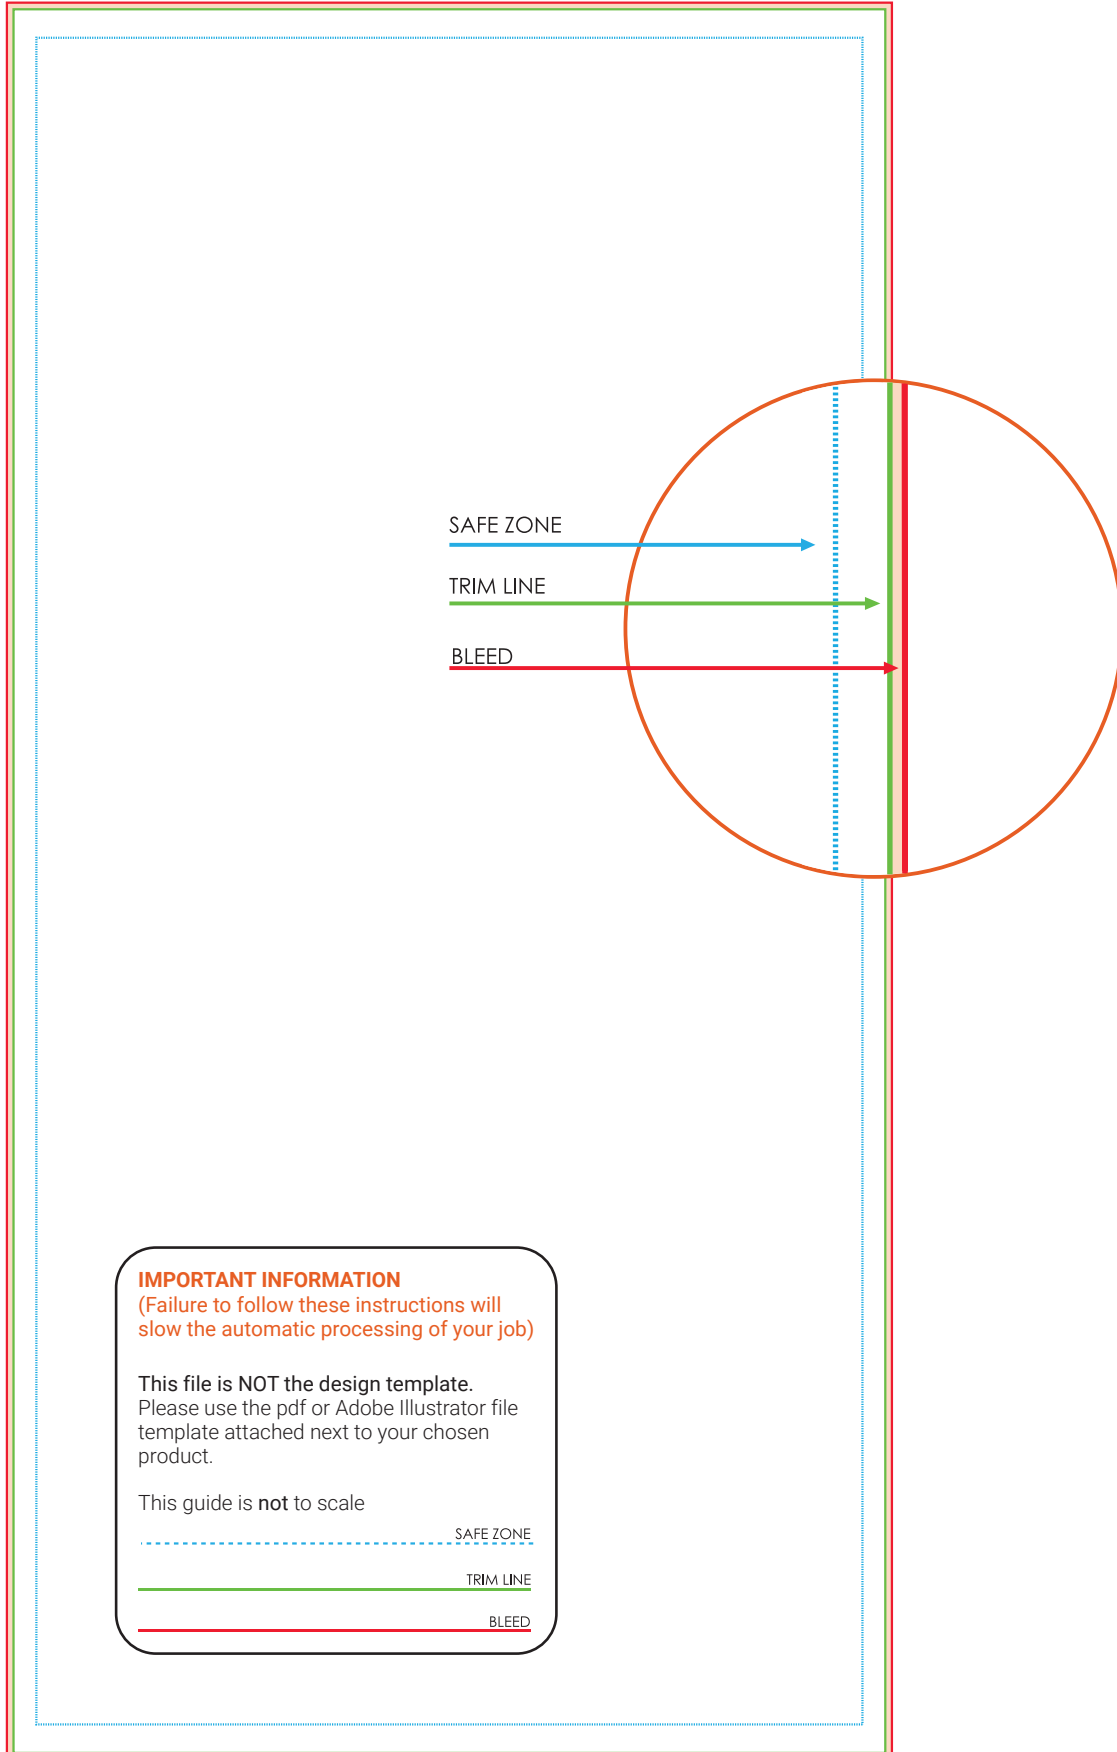 SAFE ZONE
TRIM LINE
BLEED
IMPORTANT INFORMATION
(Failure to follow these instructions will
slow the automatic processing of your job)
This file is NOT the design template.
Please use the pdf or Adobe Illustrator file
template attached next to your chosen
product.
This guide is not to scale
SAFE ZONE
TRIM LINE
BLEED